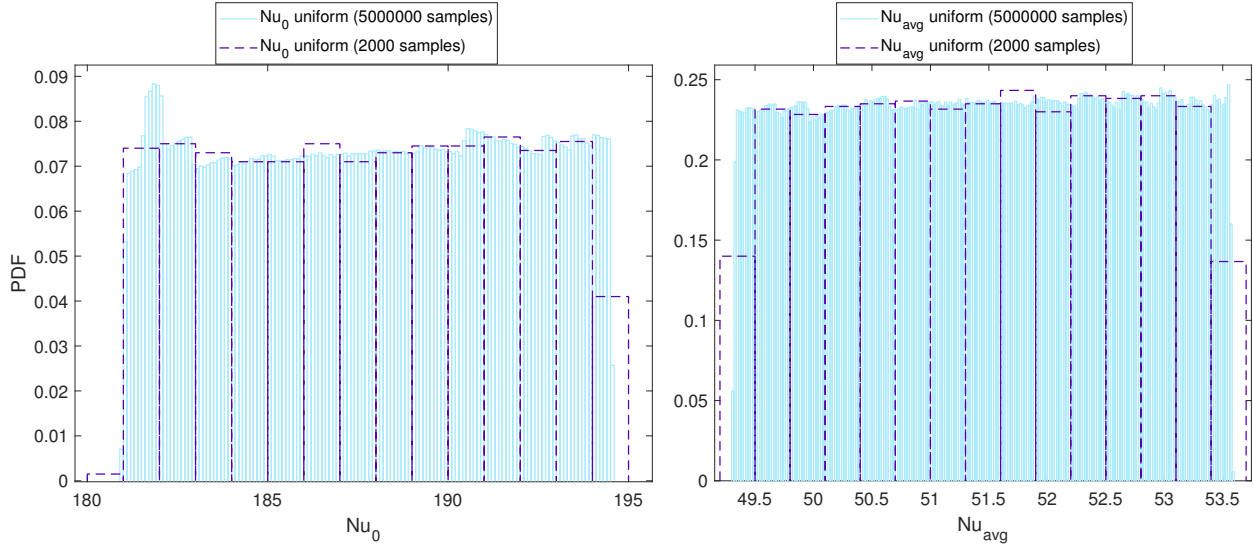 Nu0 uniform (5000000 samples)
Nu0 uniform (2000 samples)
0.09
0.08
0.07
0.06
0.05
0.04
0.03
0.02
0.01
0
PDF
180 185 190 195
Nu0
Nuavg uniform (5000000 samples)
Nuavg uniform (2000 samples)
0.25
0.2
0.15
0.1
0.05
0
49.5 50 50.5 51 51.5 52 52.5 53 53.5
Nuavg